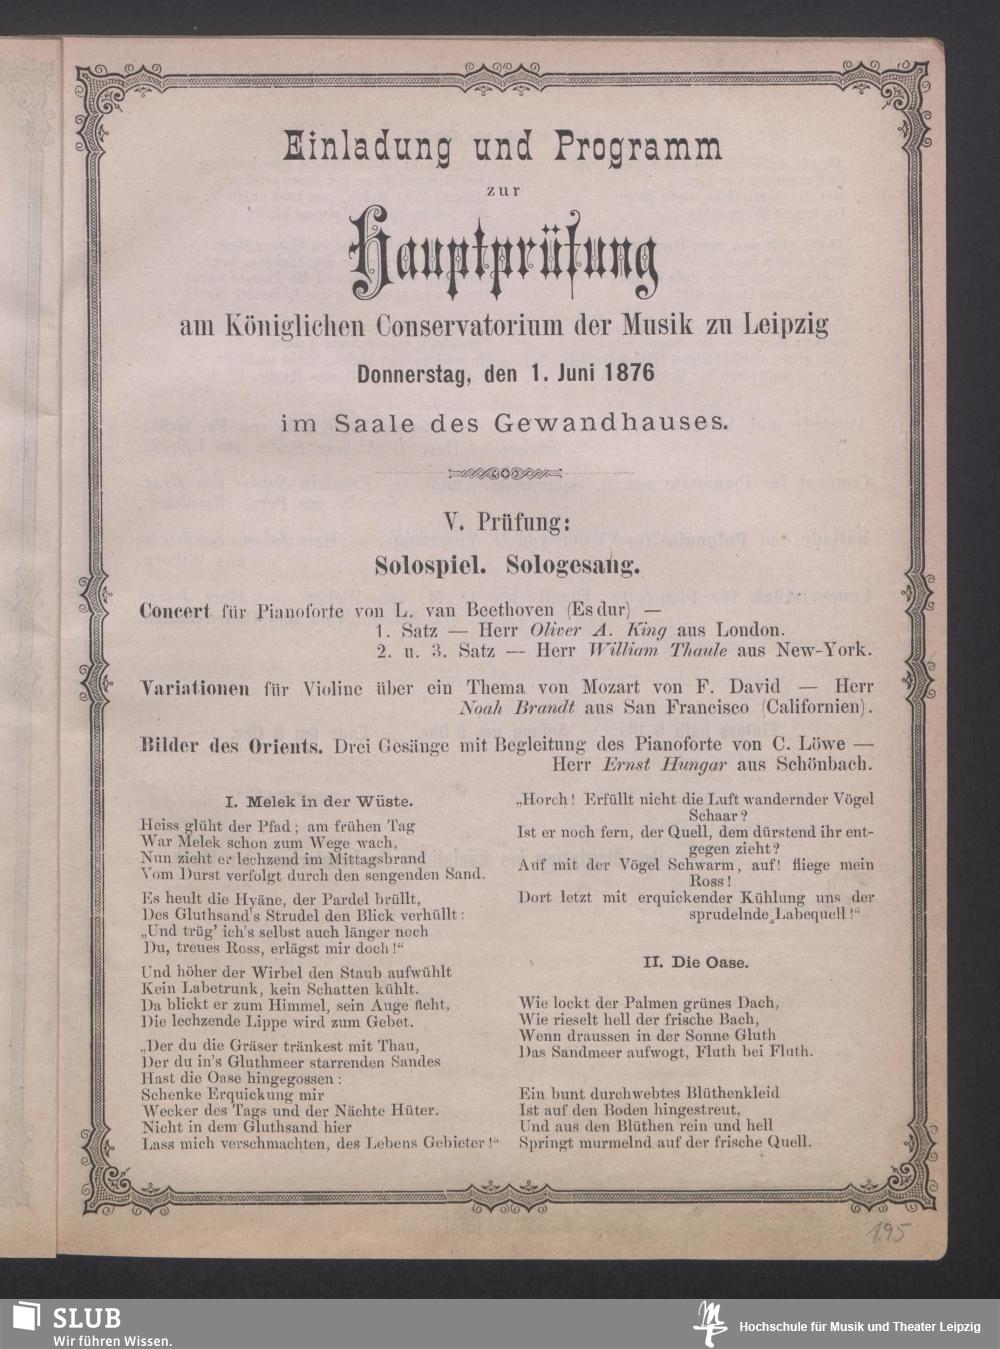 Einladung und Programm
zur
Hauptprüfung
am Königlichen Conservatorium der Musik zu Leipzig
Donnerstag, den 1. Juni 1876
im Saale des Gewandhauses.
V. Prüfung:
Solospiel. Sologesang.
Concert für Pianoforte von L. van Beethoven (Es dur) —
1. Satz — Herr Oliver A. King aus London.
2. u. 3. Satz — Herr William Thaule aus New-York.
Variationen für Violine über ein Thema von Mozart von F. David — Herr
Noah Brandt aus San Francisco (Californien).
Bilder des Orients. Drei Gesänge mit Begleitung des Pianoforte von C. Löwe —
Herr Ernst Hungar aus Schönbach.
I. Melek in der Wüste.
Heiss glüht der Pfad; am frühen Tag
War Melek schon zum Wege wach,
Nun zieht er lechzend im Mittagsbrand
Vom Durst verfolgt durch den sengenden Sand.
Es heult die Hyäne, der Pardel brüllt,
Des Gluthsand's Strudel den Blick verhüllt:
„Und trüg' ich's selbst auch länger noch
Du, treues Ross, erlägst mir doch!“
Und höher der Wirbel den Staub aufwühlt
Kein Labetrunk, kein Schatten kühlt.
Da blickt er zum Himmel, sein Auge fleht,
Die lechzende Lippe wird zum Gebet.
„Der du die Gräser tränkest mit Thau,
Der du in's Gluthmeer starrenden Sandes
Hast die Oase hingegossen:
Schenke Erquickung mir
Wecker des Tags und der Nächte Hüter.
Nicht in dem Gluthsand hier
Lass mich verschmachten, des Lebens Gebieter!“
„Horch! Erfüllt nicht die Luft wandernder Vögel
Schaar?
Ist er noch fern, der Quell, dem dürstend ihr ent-
gegen zieht?
Auf mit der Vögel Schwarm, auf! fliege mein
Ross!
Dort letzt mit erquickender Kühlung uns der
sprudelnde Labequell!“
II. Die Oase.
Wie lockt der Palmen grünes Dach,
Wie rieselt hell der frische Bach,
Wenn draussen in der Sonne Gluth
Das Sandmeer aufwogt, Fluth bei Fluth.
Ein bunt durchwebtes Blüthenkleid
Ist auf den Boden hingestreut,
Und aus den Blüthen rein und hell
Springt murmelnd auf der frische Quell.
195
SLUB
Wir führen Wissen.
Hochschule für Musik und Theater Leipzig